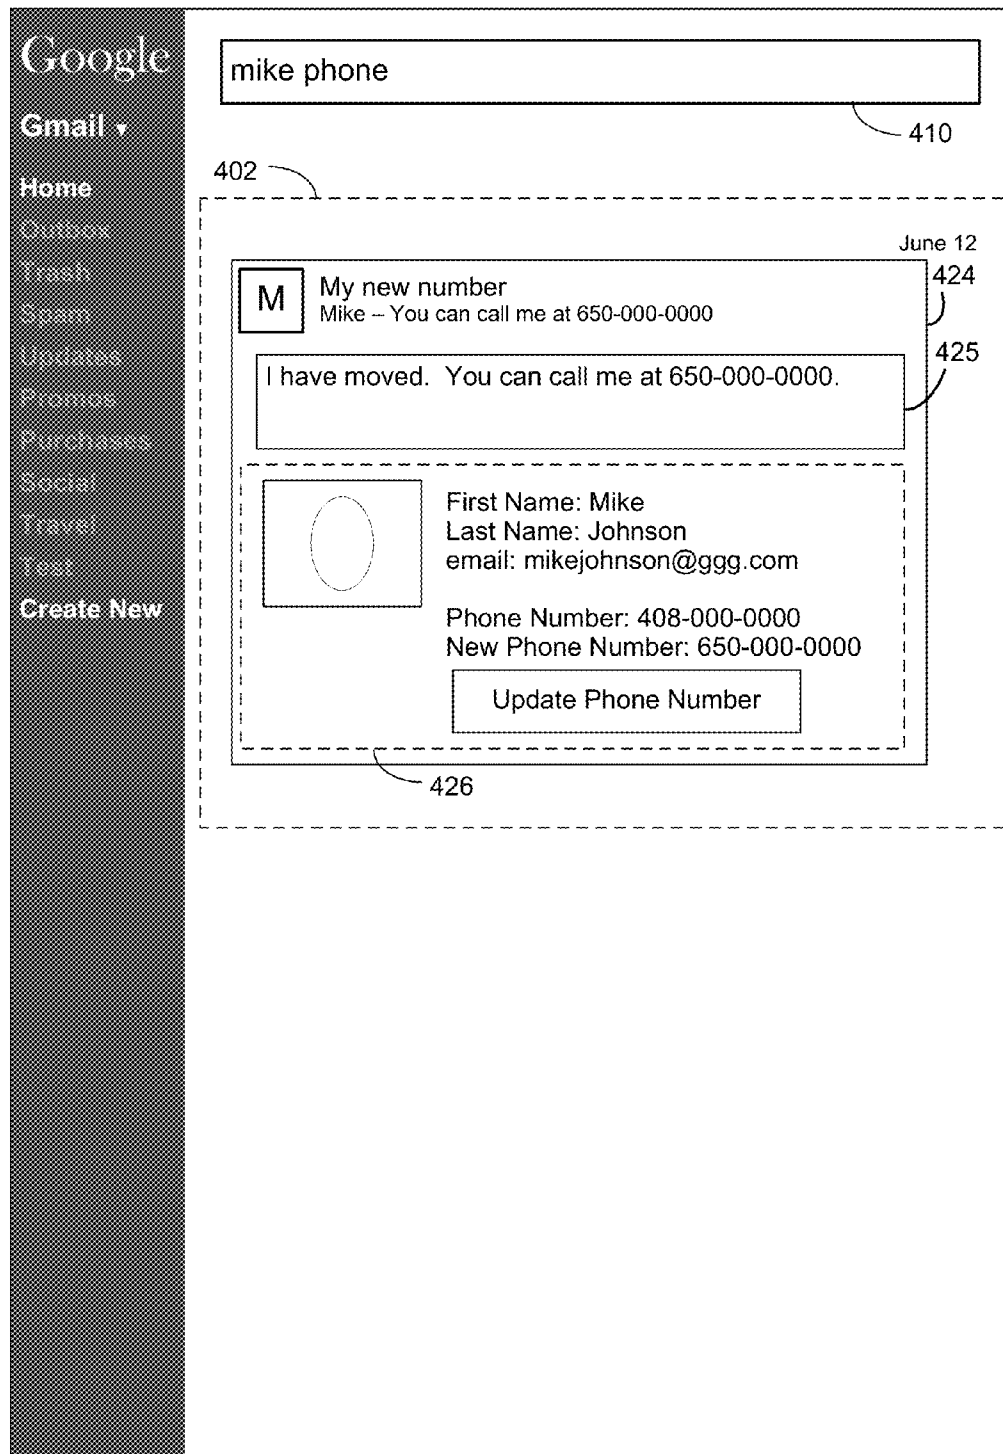 Google
Gmail ▾
Home
Outbox
Trash
Spam
Updates
Promos
Purchases
Social
Travel
Create New
mike phone
410
402
June 12
424
M
My new number
Mike – You can call me at 650-000-0000
425
I have moved. You can call me at 650-000-0000.
First Name: Mike
Last Name: Johnson
email: mikejohnson@ggg.com
Phone Number: 408-000-0000
New Phone Number: 650-000-0000
Update Phone Number
426